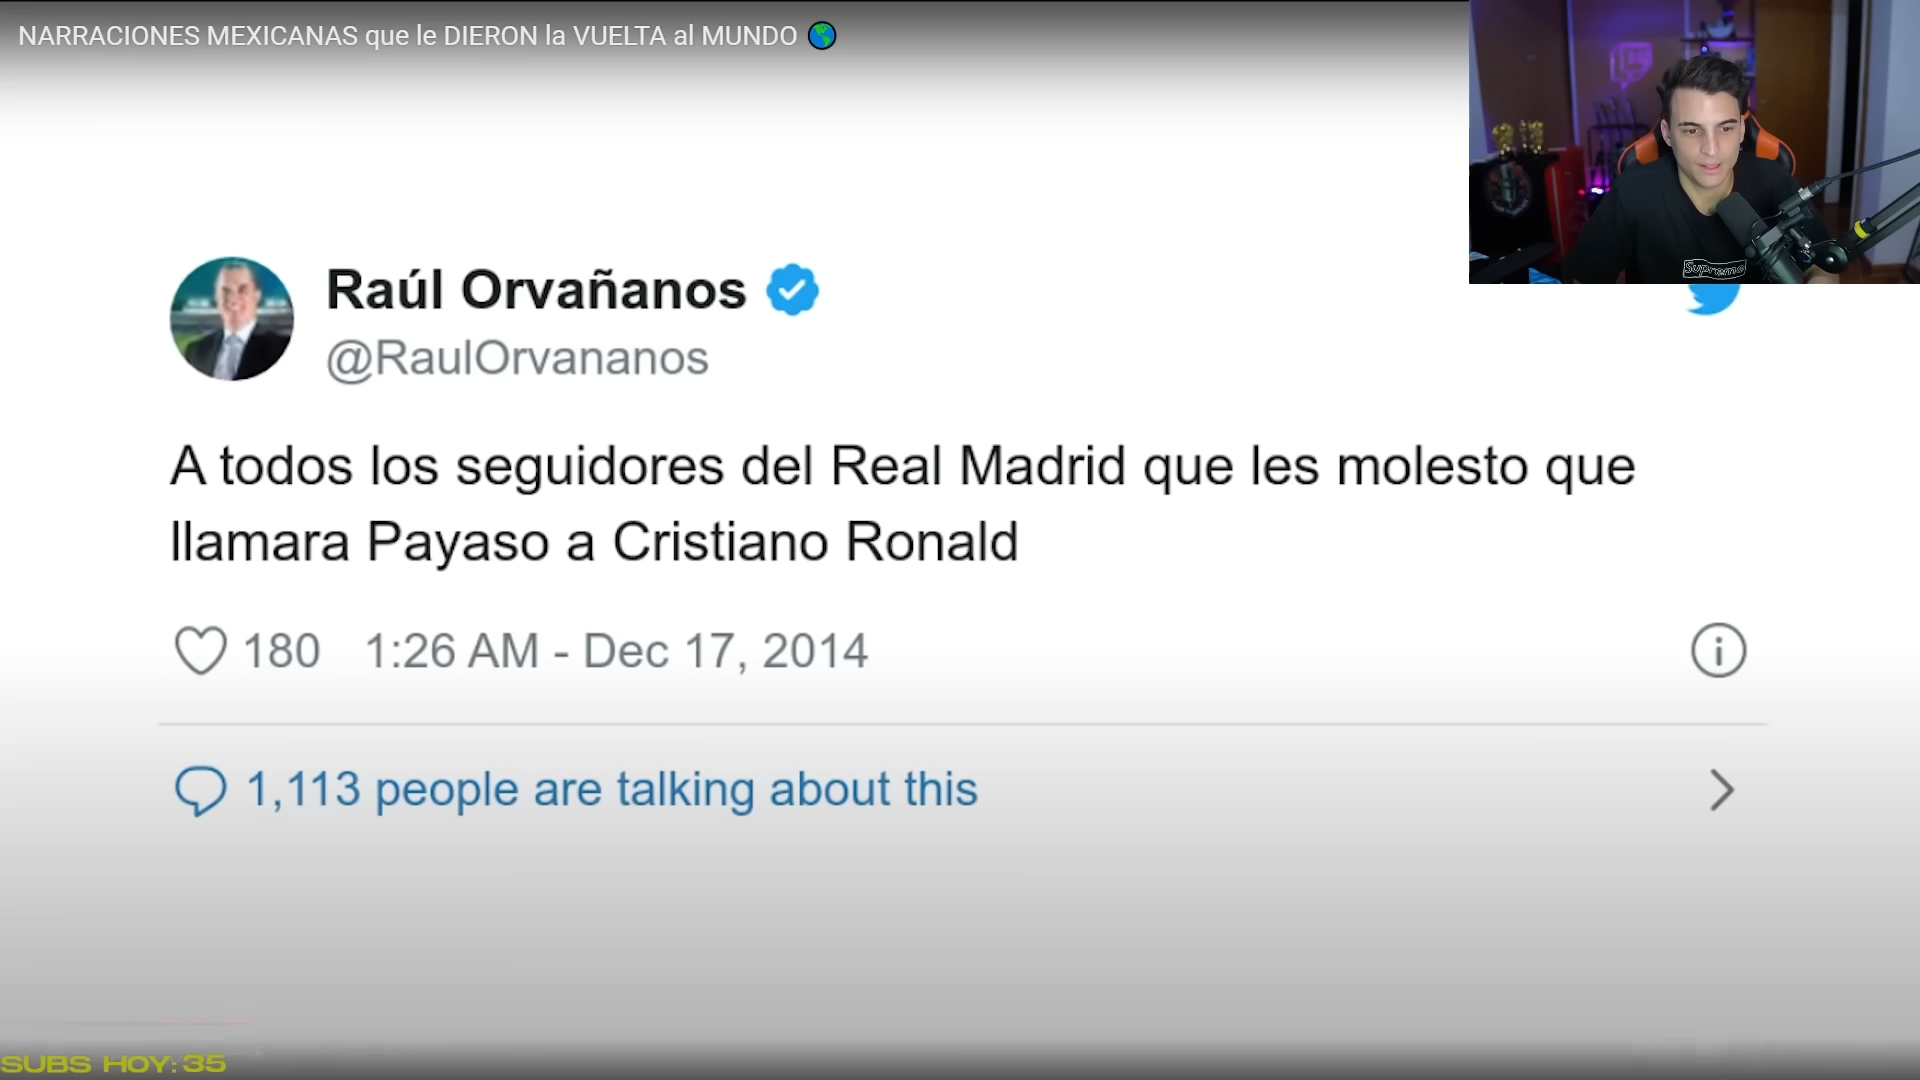 NARRACIONES MEXICANAS que le DIERON la VUELTA al MUNDO
Supreme
Raúl Orvañanos
@RaulOrvananos
A todos los seguidores del Real Madrid que les molesto que
llamara Payaso a Cristiano Ronald
180 1:26 AM - Dec 17, 2014
1,113 people are talking about this
SUBS HOY: 35